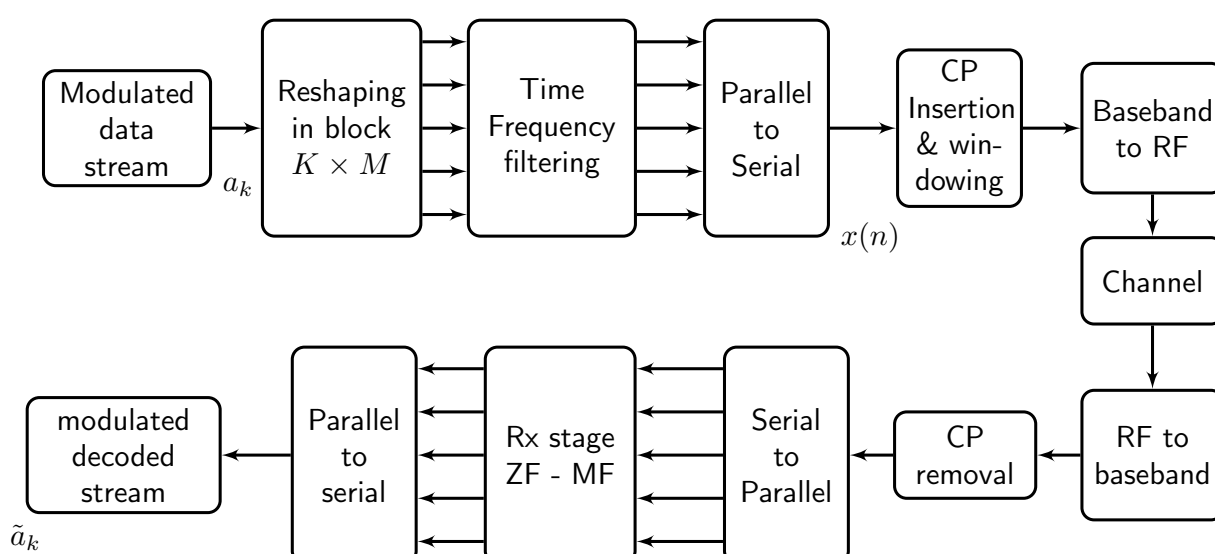 Modulated
data
stream
a_k
Reshaping
in block
K × M
Time
Frequency
filtering
Parallel
to
Serial
x(n)
CP
Insertion
& win-
dowing
Baseband
to RF
Channel
RF to
baseband
CP
removal
Serial
to
Parallel
Rx stage
ZF - MF
Parallel
to
serial
modulated
decoded
stream
ã_k